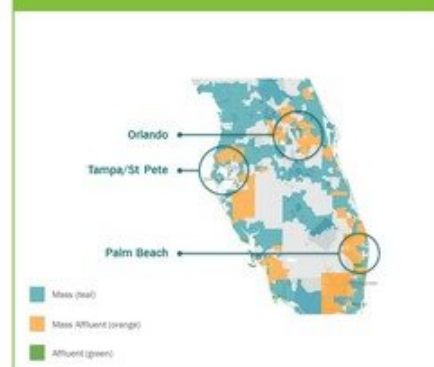 Orlando
Tampa/St Pete
Palm Beach
Mass (teal)
Mass Affluent (orange)
Affluent (green)